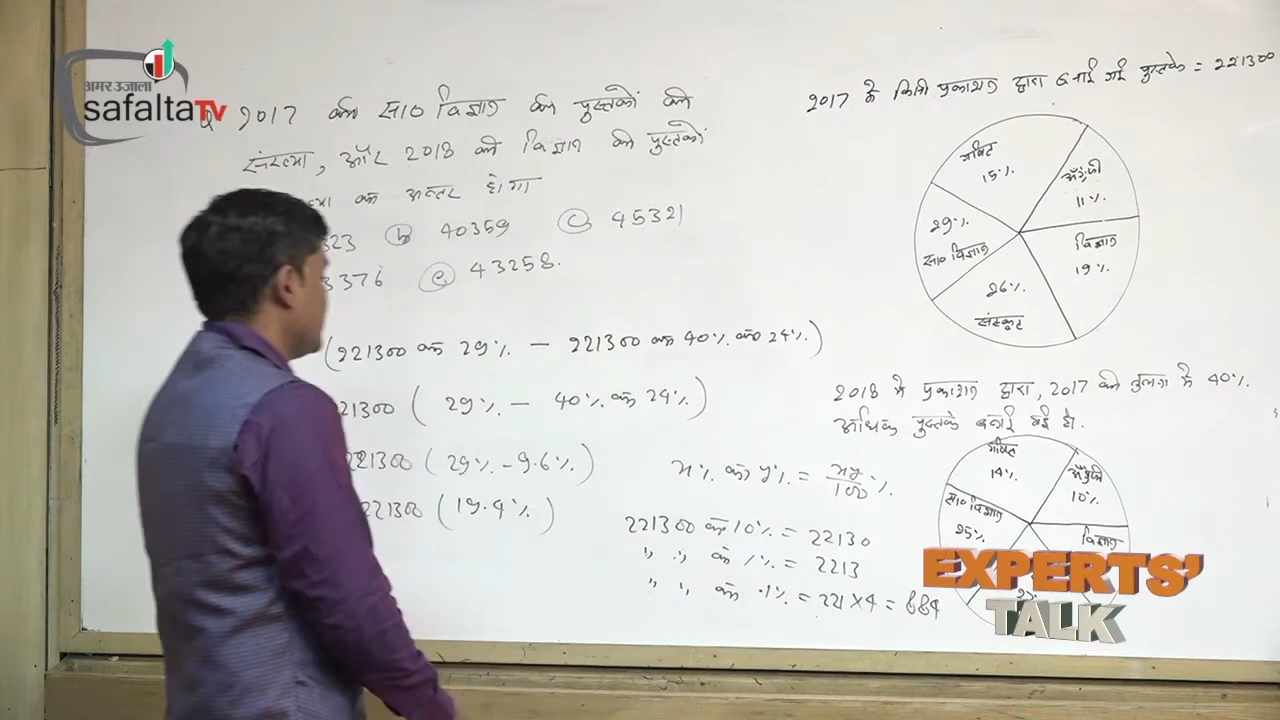 अमर उजाला
safalta TV
Q 2017 की सा० विज्ञान की पुस्तकों की
संख्या, और 2018 की विज्ञान की पुस्तकों
का अन्तर होगा
323 (b) 40359 (c) 45321
3376 (e) 43258.
(221300 का 29% - 221300 का 40% का 24%)
21300 (29% - 40% का 24%)
221300 (29% - 9.6%)
221300 (19.4%)
x% का y% = xy/100 %.
221300 का 10% = 22130
,, ,, का 1% = 2213
,, ,, का .1% = 221 x 4 = 884
2017 में किसी प्रकाशन द्वारा बनाई गई पुस्तकें = 221300
गणित
15%
अंग्रेजी
11%
29%
सा० विज्ञान
विज्ञान
19%
26%
संस्कृत
2018 में प्रकाशन द्वारा, 2017 की तुलना में 40%
अधिक पुस्तकें बनाई गई हैं.
गणित
14%
अंग्रेजी
10%
सा० विज्ञान
25%
विज्ञान
EXPERTS'
TALK